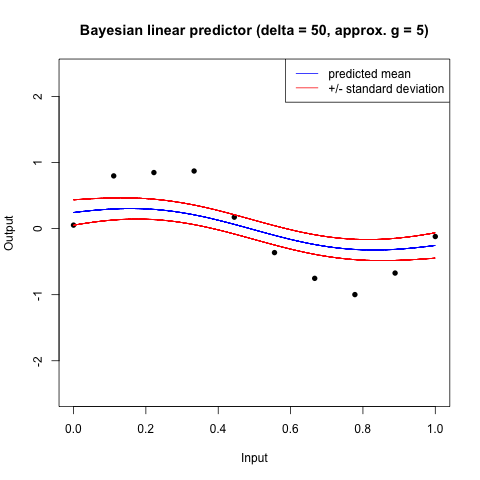 Bayesian linear predictor (delta = 50, approx. g = 5)
predicted mean
+/- standard deviation
Output
2
1
0
-1
-2
0.0 0.2 0.4 0.6 0.8 1.0
Input